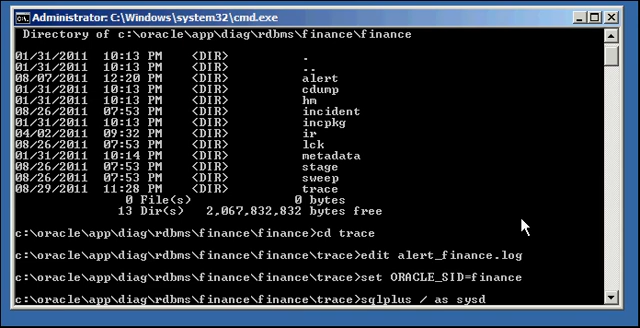 Administrator: C:\Windows\system32\cmd.exe
Directory of c:\oracle\app\diag\rdbms\finance\finance
01/31/2011 10:13 PM <DIR> .
01/31/2011 10:13 PM <DIR> ..
08/07/2011 12:20 PM <DIR> alert
01/31/2011 10:13 PM <DIR> cdump
01/31/2011 10:13 PM <DIR> hm
08/26/2011 07:53 PM <DIR> incident
01/31/2011 10:13 PM <DIR> incpkg
04/02/2011 09:32 PM <DIR> ir
08/26/2011 07:53 PM <DIR> lck
01/31/2011 10:14 PM <DIR> metadata
08/26/2011 07:53 PM <DIR> stage
08/26/2011 07:53 PM <DIR> sweep
08/29/2011 11:28 PM <DIR> trace
0 File(s) 0 bytes
13 Dir(s) 2,067,832,832 bytes free
c:\oracle\app\diag\rdbms\finance\finance>cd trace
c:\oracle\app\diag\rdbms\finance\finance\trace>edit alert_finance.log
c:\oracle\app\diag\rdbms\finance\finance\trace>set ORACLE_SID=finance
c:\oracle\app\diag\rdbms\finance\finance\trace>sqlplus / as sysd